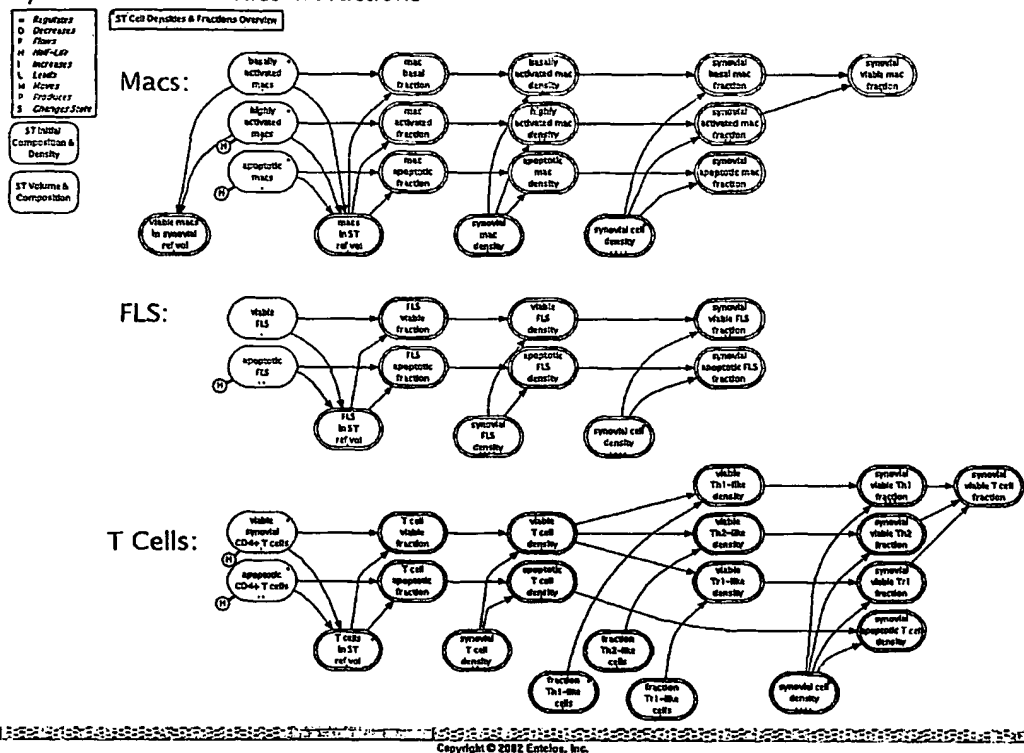 = Regulates
D Decreases
F Flows
H Half-Life
I Increases
L Leads
M Moves
P Produces
S Changes State
ST Cell Densities & Fractions Overview
ST Initial
Composition &
Density
ST Volume &
Composition
Macs:
basally
activated
macs
mac
basal
fraction
basally
activated mac
density
synovial
basal mac
fraction
synovial
viable mac
fraction
highly
activated
macs
H
mac
activated
fraction
highly
activated mac
density
synovial
activated mac
fraction
apoptotic
macs
H
mac
apoptotic
fraction
apoptotic
mac
density
synovial
apoptotic mac
fraction
viable macs
in synovial
ref vol
macs
in ST
ref vol
synovial
mac
density
synovial cell
density
FLS:
viable
FLS
FLS
viable
fraction
viable
FLS
density
synovial
viable FLS
fraction
apoptotic
FLS
H
FLS
apoptotic
fraction
apoptotic
FLS
density
synovial
apoptotic FLS
fraction
FLS
in ST
ref vol
synovial
FLS
density
synovial cell
density
T Cells:
viable
Th1-like
density
synovial
viable Th1
fraction
synovial
viable T cell
fraction
viable
synovial
CD4+ T cells
H
T cell
viable
fraction
viable
T cell
density
viable
Th2-like
density
synovial
viable Th2
fraction
apoptotic
CD4+ T cells
H
T cell
apoptotic
fraction
apoptotic
T cell
density
viable
Tr1-like
density
synovial
viable Tr1
fraction
synovial
apoptotic T cell
density
T cells
in ST
ref vol
synovial
T cell
density
fraction
Th2-like
cells
fraction
Th1-like
cells
fraction
Tr1-like
cells
synovial cell
density
Copyright © 2002 Entelos, Inc.